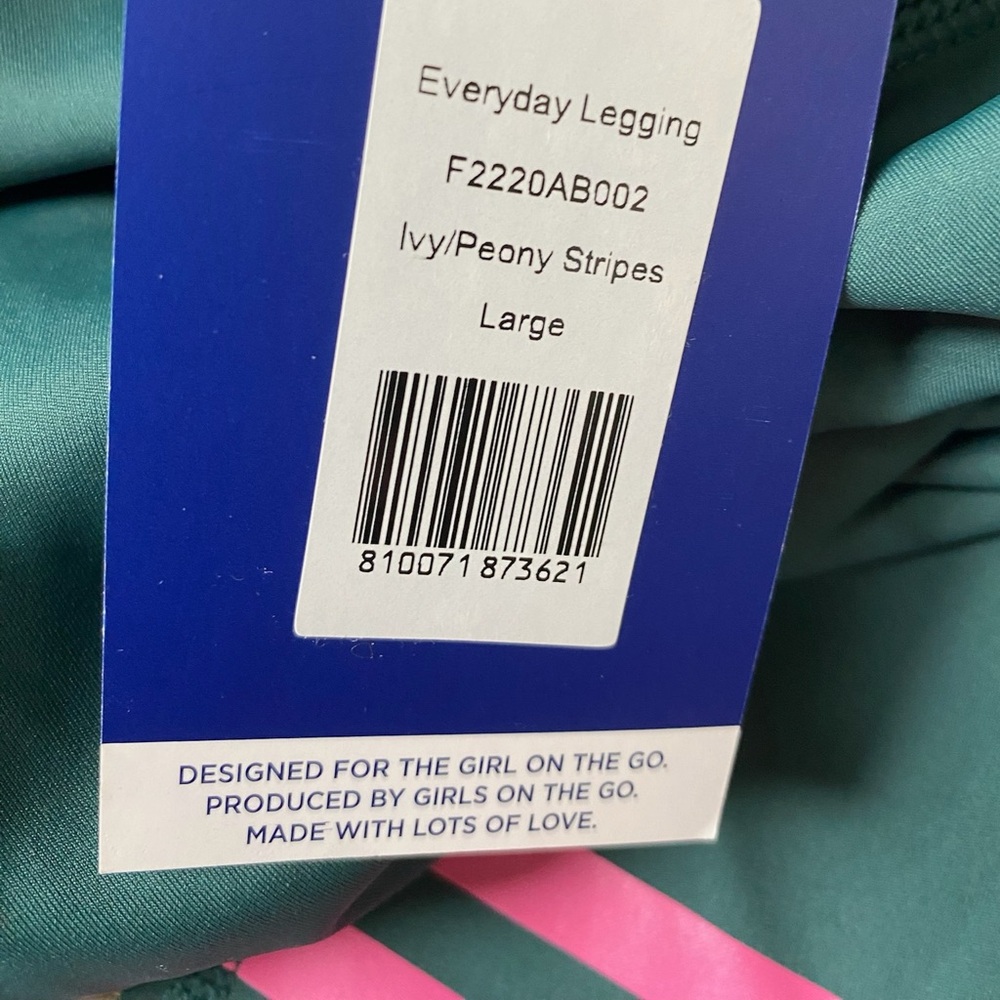 Everyday Legging
F2220AB002
Ivy/Peony Stripes
Large
810071873621
DESIGNED FOR THE GIRL ON THE GO.
PRODUCED BY GIRLS ON THE GO.
MADE WITH LOTS OF LOVE.